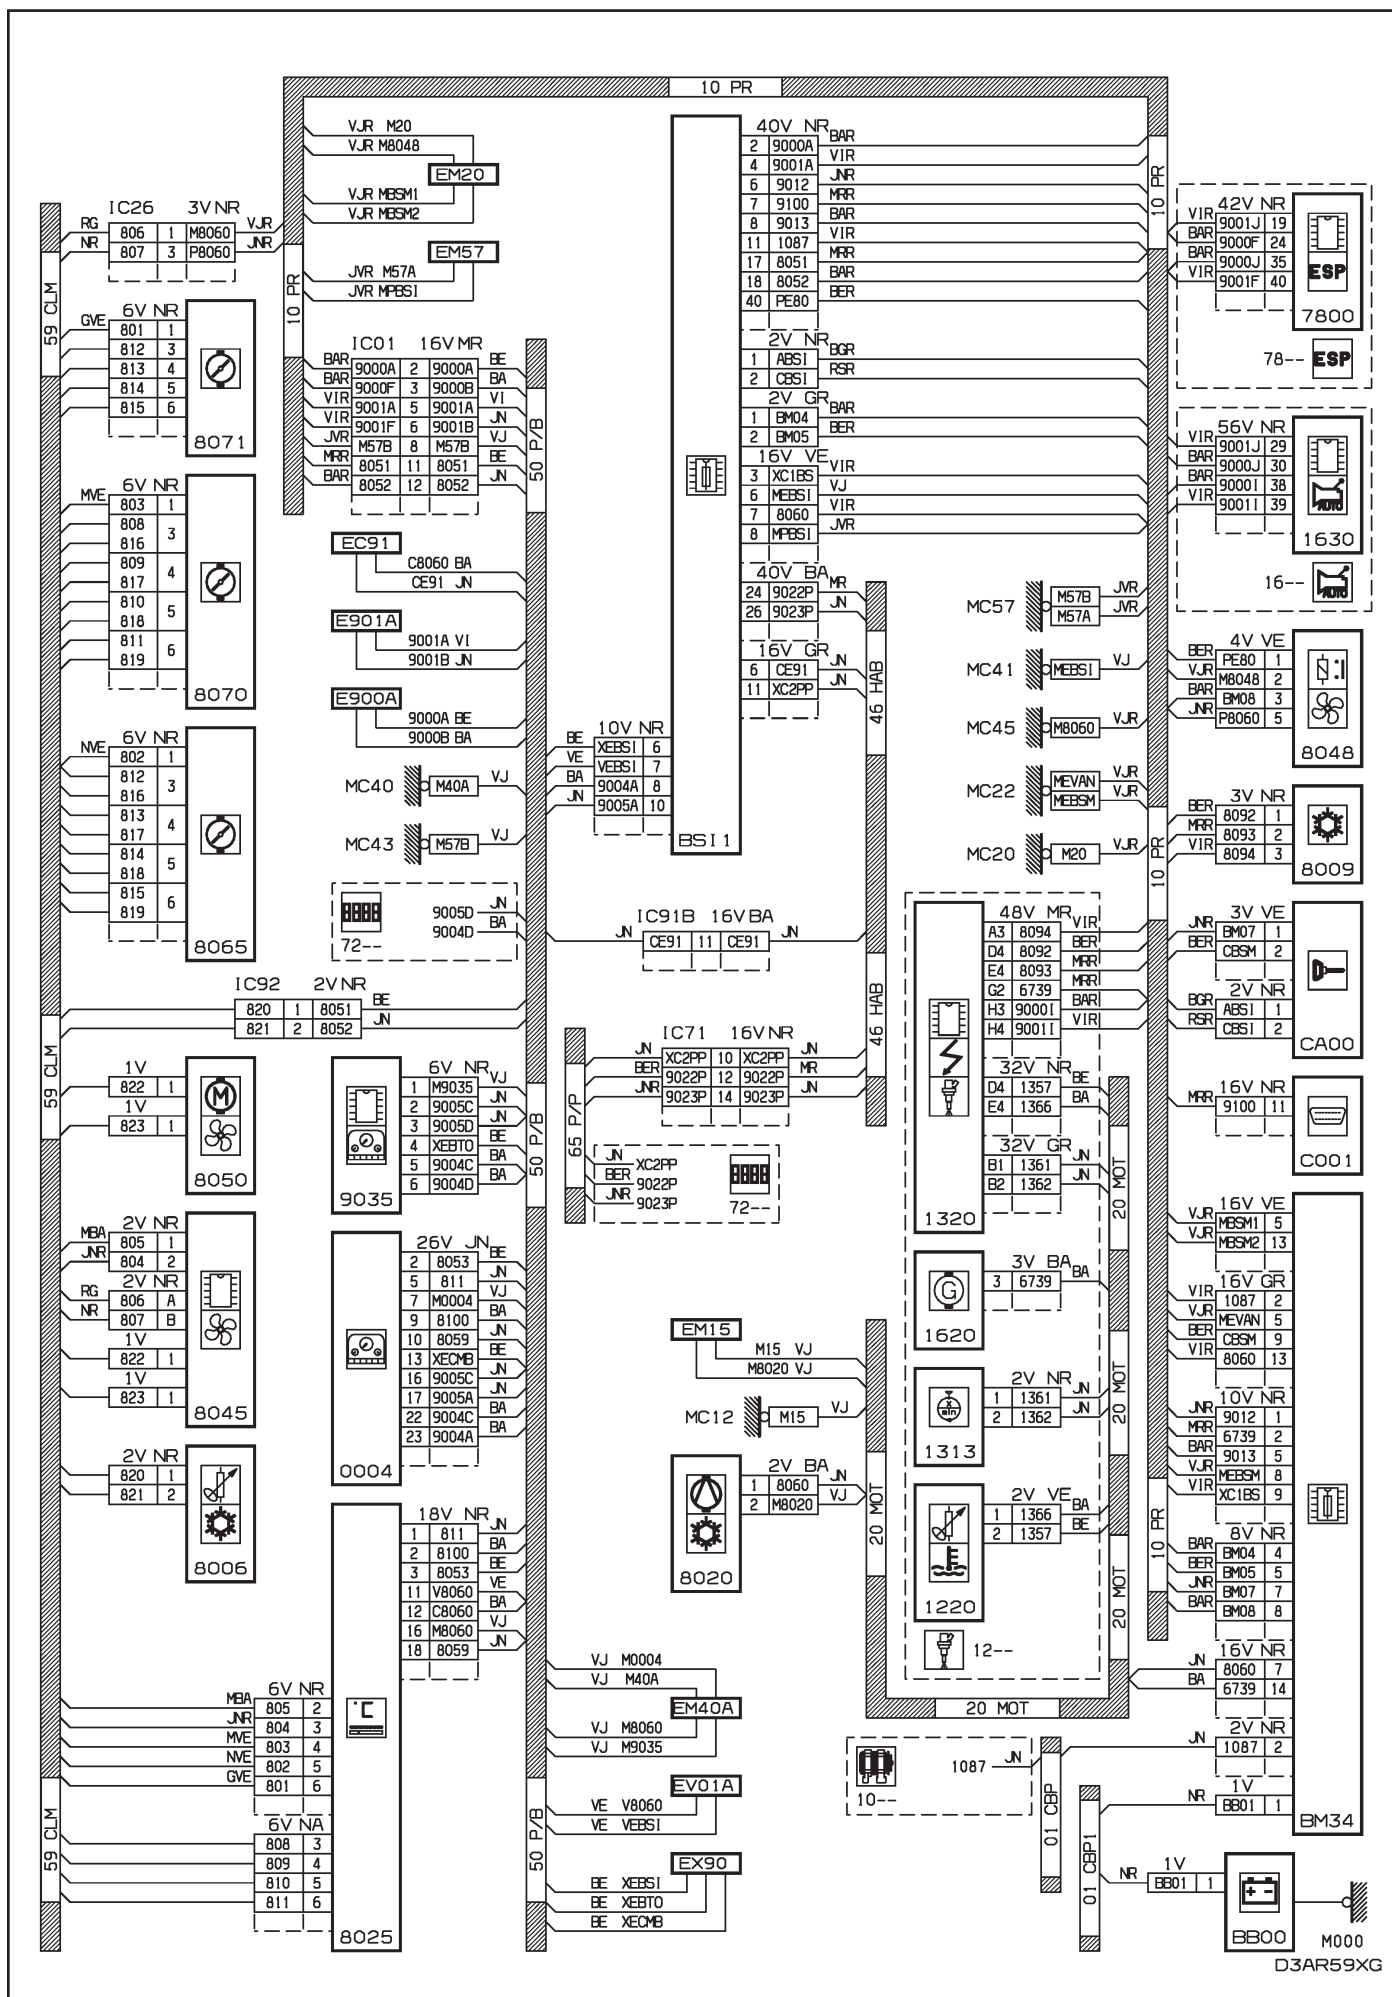 10 PR
VJR M20
VJR M8048
EM20
VJR MBSM1
VJR MBSM2
EM57
JVR M57A
JVR MPBSI
10 PR
59 CLM
IC26 3V NR
RG 806 1 M8060 VJR
NR 807 3 P8060 JNR
6V NR
GVE 801 1
812 3
813 4
814 5
815 6
8071
6V NR
MVE 803 1
808
816 3
809
817 4
810
818 5
811
819 6
8070
6V NR
NVE 802 1
812
816 3
813
817 4
814
818 5
815
819 6
8065
IC92 2V NR
820 1 8051 BE
821 2 8052 JN
59 CLM
1V
822 1
1V
823 1
M
8050
2V NR
MBA 805 1
JNR 804 2
2V NR
RG 806 A
NR 807 B
1V
822 1
1V
823 1
8045
2V NR
820 1
821 2
8006
59 CLM
6V NR
MBA 805 2
JNR 804 3
MVE 803 4
NVE 802 5
GVE 801 6
6V NA
808 3
809 4
810 5
811 6
°C
8025
IC01 16V MR
BAR 9000A 2 9000A BE
BAR 9000F 3 9000B BA
VIR 9001A 5 9001A VI
VIR 9001F 6 9001B JN
JVR M57B 8 M57B VJ
MRR 8051 11 8051 BE
BAR 8052 12 8052 JN
50 P/B
EC91
C8060 BA
CE91 JN
E901A
9001A VI
9001B JN
E900A
9000A BE
9000B BA
MC40 M40A VJ
MC43 M57B VJ
9005D JN
9004D BA
72--
6V NR
1 M9035 VJ
2 9005C JN
3 9005D JN
4 XEBTO BE
5 9004C BA
6 9004D BA
9035
50 P/B
26V JN
2 8053 BE
5 811 JN
7 M0004 VJ
9 8100 BA
10 8059 JN
13 XECMB BE
16 9005C JN
17 9005A JN
22 9004C BA
23 9004A BA
0004
18V NR
1 811 JN
2 8100 BA
3 8053 BE
11 V8060 VE
12 C8060 BA
16 M8060 VJ
18 8059 JN
50 P/B
40V NR
2 9000A BAR
4 9001A VIR
6 9012 JNR
7 9100 MRR
8 9013 BAR
11 1087 VIR
17 8051 MRR
18 8052 BAR
40 PE80 BER
2V NR
1 ABSI BGR
2 CBSI RSR
2V GR
1 BM04 BAR
2 BM05 BER
16V VE
3 XC1BS VIR
6 MEBSI VJ
7 8060 VIR
8 MPBSI JVR
40V BA
24 9022P MR
26 9023P JN
16V GR
6 CE91 JN
11 XC2PP JN
46 HAB
10V NR
BE XEBSI 6
VE VEBSI 7
BA 9004A 8
JN 9005A 10
BSI1
IC91B 16V BA
JN CE91 11 CE91 JN
46 HAB
IC71 16V NR
JN XC2PP 10 XC2PP JN
BER 9022P 12 9022P MR
JNR 9023P 14 9023P JN
65 P/P
JN XC2PP
BER 9022P
JNR 9023P
72--
EM15
M15 VJ
M8020 VJ
MC12 M15 VJ
2V BA
1 8060 JN
2 M8020 VJ
8020
20 MOT
VJ M0004
VJ M40A
EM40A
VJ M8060
VJ M9035
EV01A
VE V8060
VE VEBSI
EX90
BE XEBSI
BE XEBTO
BE XECMB
MC57 M57B JVR
M57A JVR
MC41 MEBSI VJ
MC45 M8060 VJR
MC22 MEVAN VJR
MEBSM VJR
MC20 M20 VJR
48V MR
A3 8094 VIR
D4 8092 BER
E4 8093 MRR
G2 6739 MRR
H3 9000I BAR
H4 9001I VIR
32V NR
D4 1357 BE
E4 1366 BA
32V GR
B1 1361 JN
B2 1362 JN
1320
3V BA
3 6739 BA
G
1620
2V NR
1 1361 JN
2 1362 JN
x
min
1313
2V VE
1 1366 BA
2 1357 BE
1220
12--
20 MOT
20 MOT
20 MOT
20 MOT
1087 JN
10--
01 CBP
01 CBP1
10 PR
42V NR
VIR 9001J 19
BAR 9000F 24
BAR 9000J 35
VIR 9001F 40
ESP
7800
78-- ESP
56V NR
VIR 9001J 29
BAR 9000J 30
BAR 9000I 38
VIR 9001I 39
AUTO
1630
16-- AUTO
4V VE
BER PE80 1
VJR M8048 2
BAR BM08 3
JNR P8060 5
8048
10 PR
3V NR
BER 8092 1
MRR 8093 2
VIR 8094 3
8009
3V VE
JNR BM07 1
BER CBSM 2
2V NR
BGR ABSI 1
RSR CBSI 2
CA00
16V NR
MRR 9100 11
C001
16V VE
VJR MBSM1 5
VJR MBSM2 13
16V GR
VIR 1087 2
VJR MEVAN 5
BER CBSM 9
VIR 8060 13
10V NR
JNR 9012 1
MRR 6739 2
BAR 9013 5
VJR MEBSM 8
VIR XC1BS 9
10 PR
8V NR
BAR BM04 4
BER BM05 5
JNR BM07 7
BAR BM08 8
16V NR
JN 8060 7
BA 6739 14
2V NR
JN 1087 2
1V
NR BB01 1
BM34
1V
NR BB01 1
+ -
BB00
M000
D3AR59XG